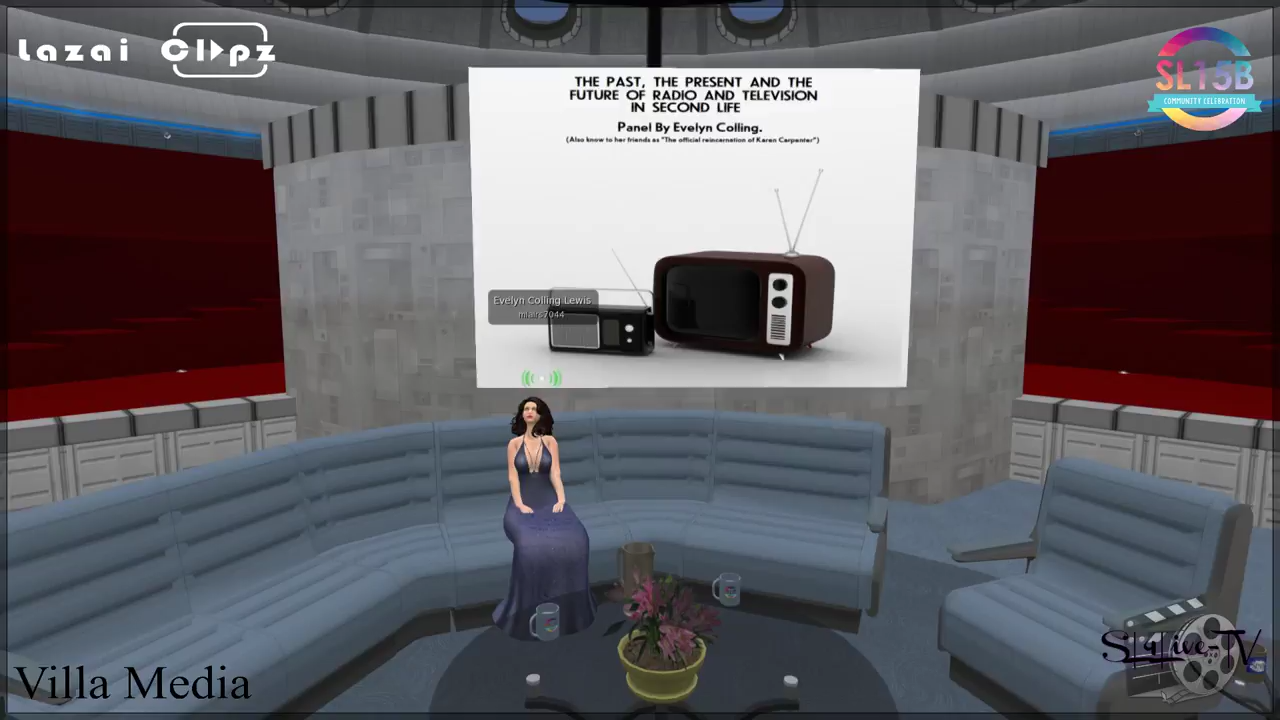 Lazai Clipz
SL15B
COMMUNITY CELEBRATION
THE PAST, THE PRESENT AND THE
FUTURE OF RADIO AND TELEVISION
IN SECOND LIFE
Panel By Evelyn Colling.
(Also know to her friends as "The official reincarnation of Karen Carpenter")
Evelyn Colling Lewis
mlairs7044
Villa Media
SL4Live-TV